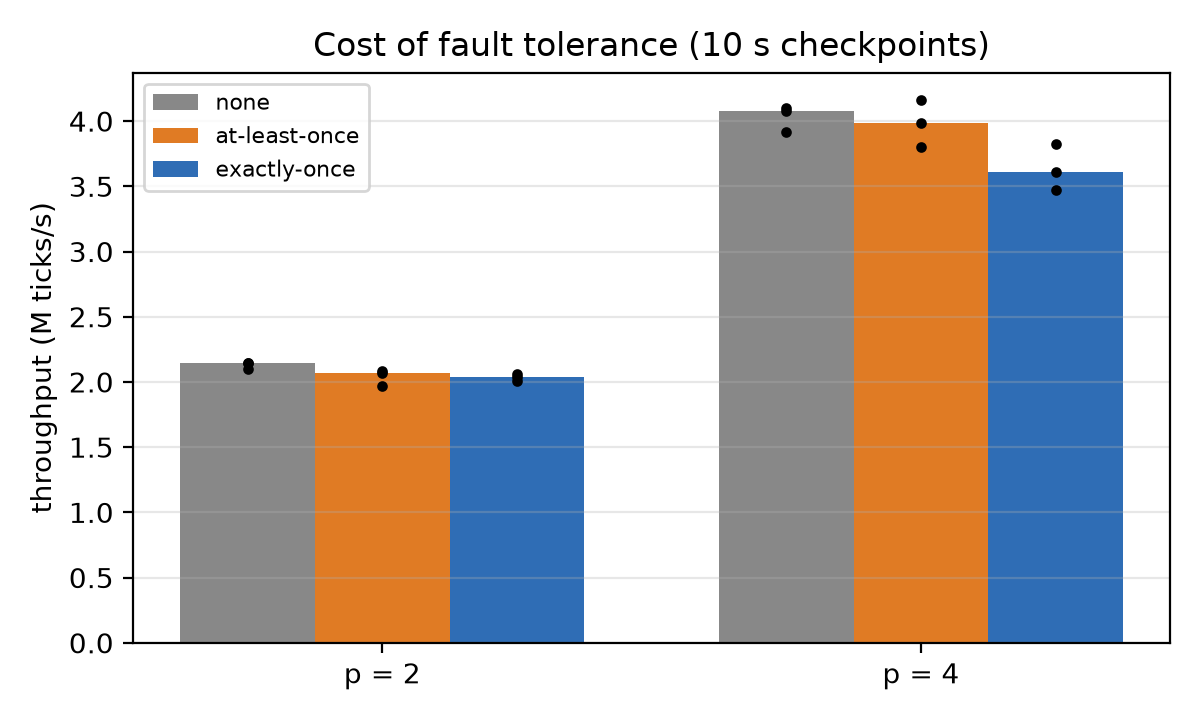 Cost of fault tolerance (10 s checkpoints)
none
at-least-once
exactly-once
throughput (M ticks/s)
4.0
3.5
3.0
2.5
2.0
1.5
1.0
0.5
0.0
p = 2
p = 4